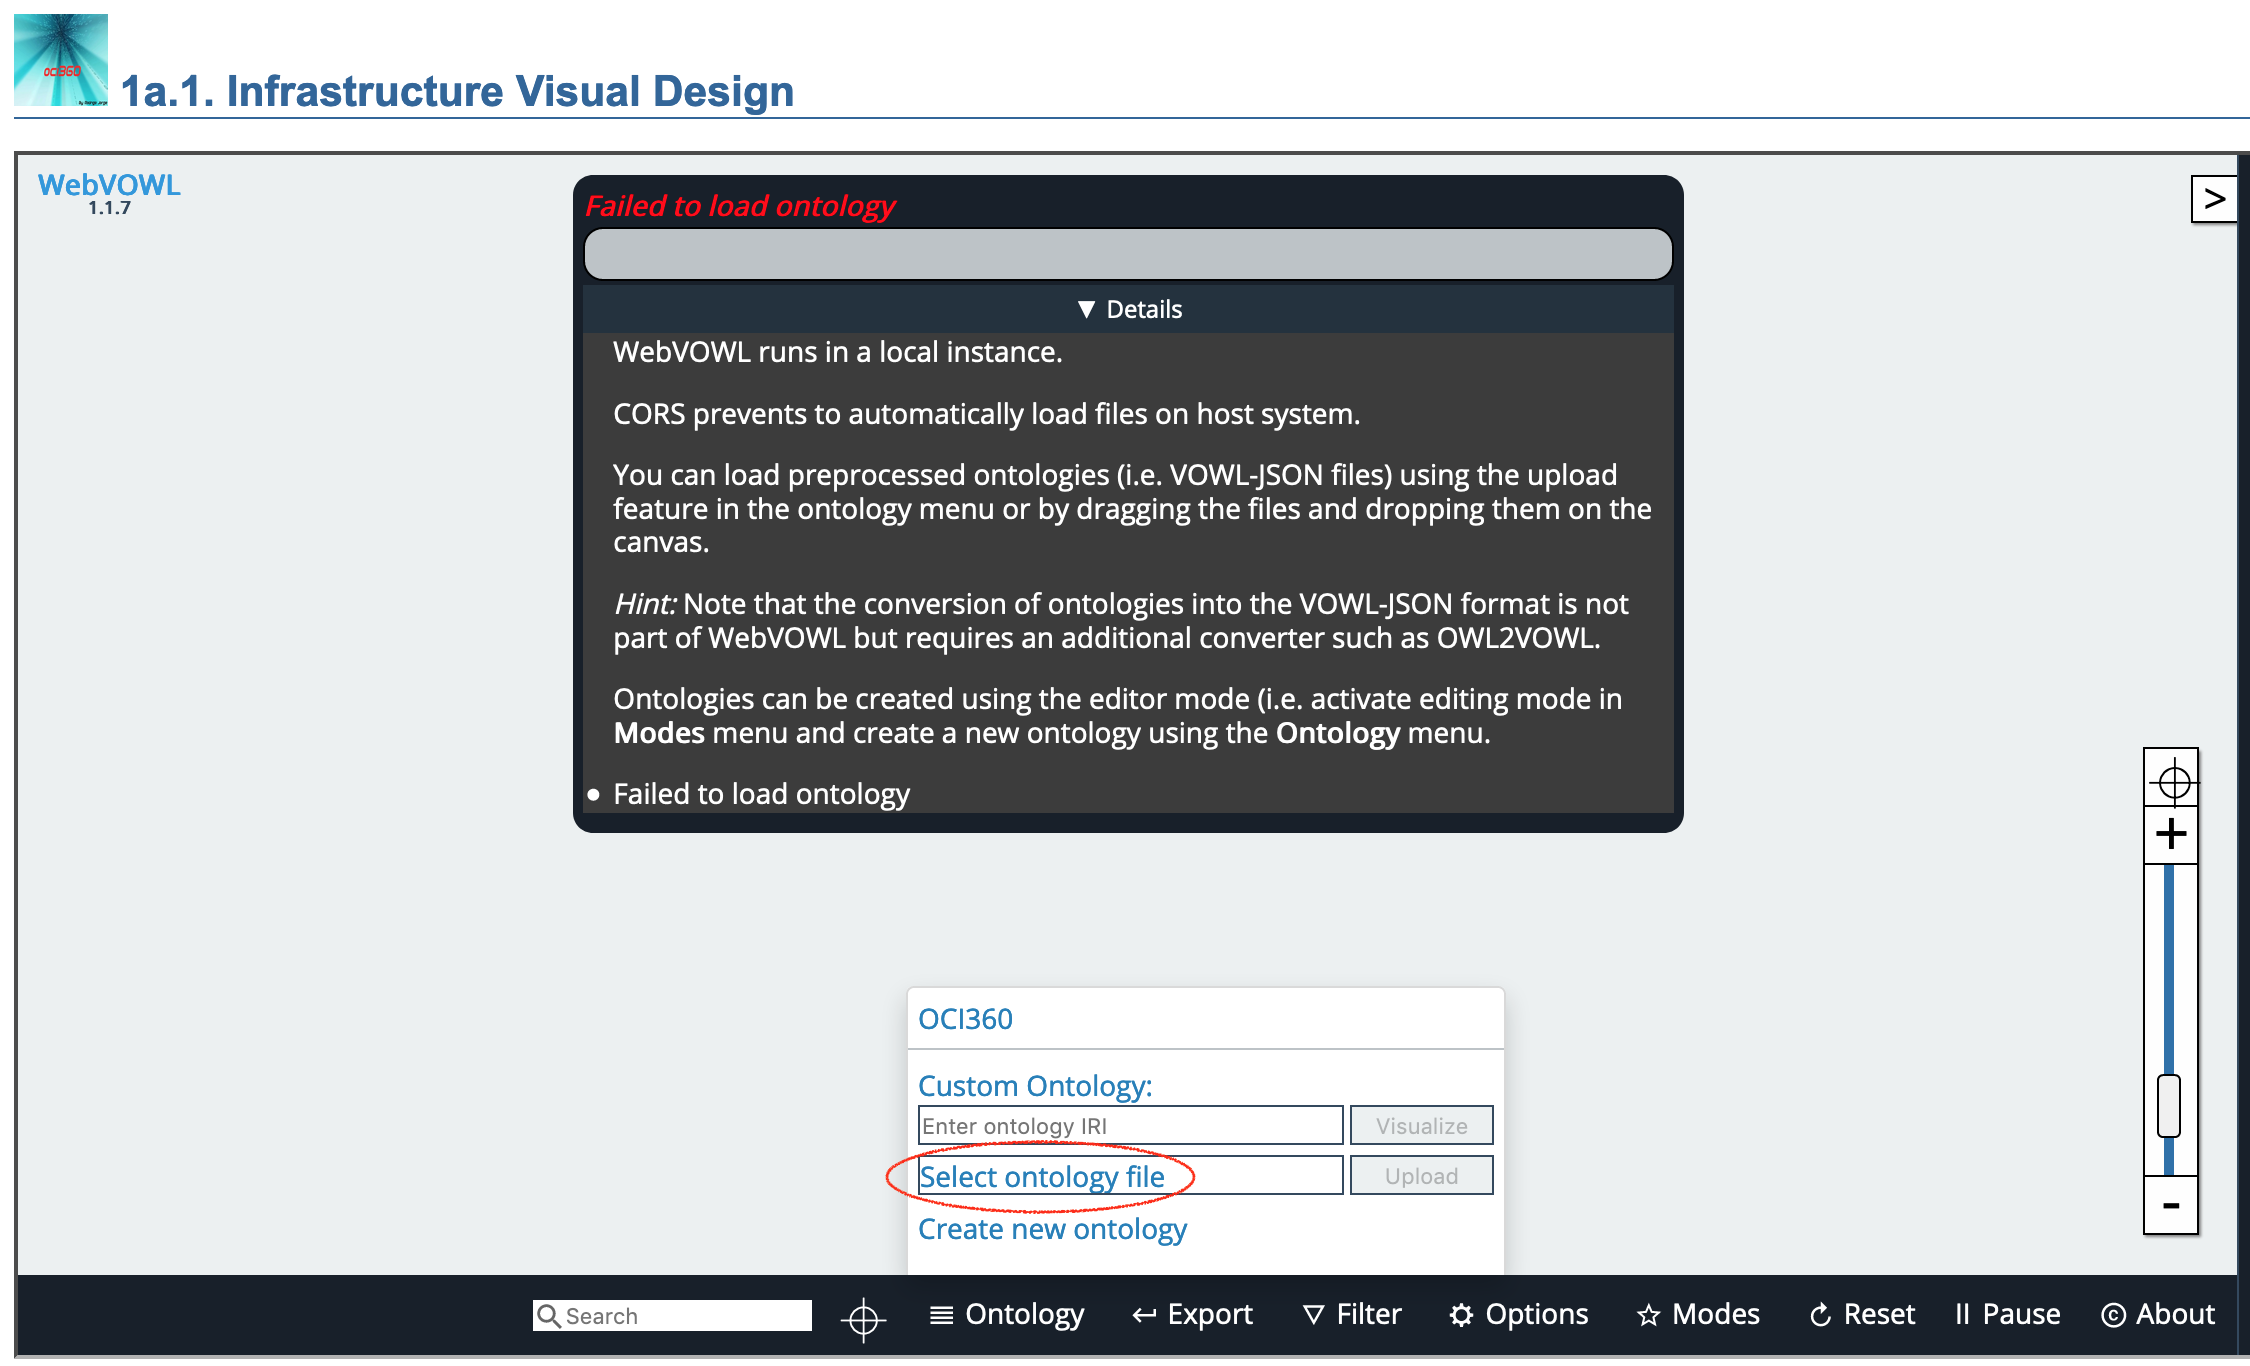 oci360
1a.1. Infrastructure Visual Design
WebVOWL
1.1.7
>
Failed to load ontology
▼ Details
WebVOWL runs in a local instance.
CORS prevents to automatically load files on host system.
You can load preprocessed ontologies (i.e. VOWL-JSON files) using the upload
feature in the ontology menu or by dragging the files and dropping them on the
canvas.
Hint: Note that the conversion of ontologies into the VOWL-JSON format is not
part of WebVOWL but requires an additional converter such as OWL2VOWL.
Ontologies can be created using the editor mode (i.e. activate editing mode in
Modes menu and create a new ontology using the Ontology menu.
● Failed to load ontology
+
-
OCI360
Custom Ontology:
Enter ontology IRI Visualize
Select ontology file Upload
Create new ontology
Search Ontology Export Filter Options Modes Reset Pause © About